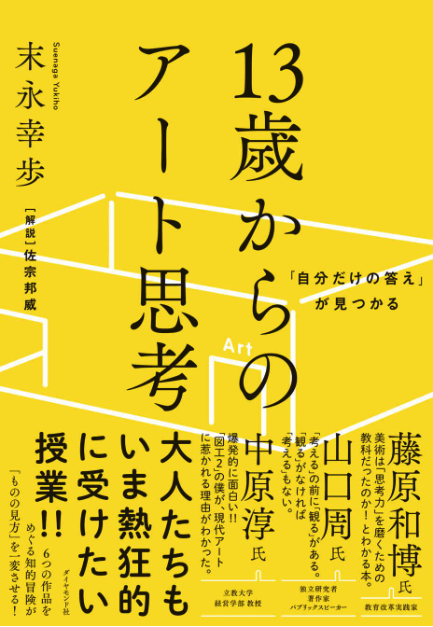 「自分だけの答え」
が見つかる
13歳からの
アート思考
末永幸歩
Suenaga Yukiho
［解説］佐宗邦威
Art
藤原和博氏
美術は「思考力」を磨くための
教科だったのか！とわかる本。
教育改革実践家
山口周氏
「考える」の前に「観る」がある。
「観る」がなければ
「考える」もない。
独立研究者
著作家
パブリックスピーカー
中原淳氏
爆発的に面白い!!
「図工2」の僕が、現代アート
に惹かれる理由がわかった。
立教大学
経営学部 教授
大人たちも
いま熱狂的
に受けたい
授業!!
6つの作品を
めぐる知的冒険が
「ものの見方」を一変させる！
ダイヤモンド社